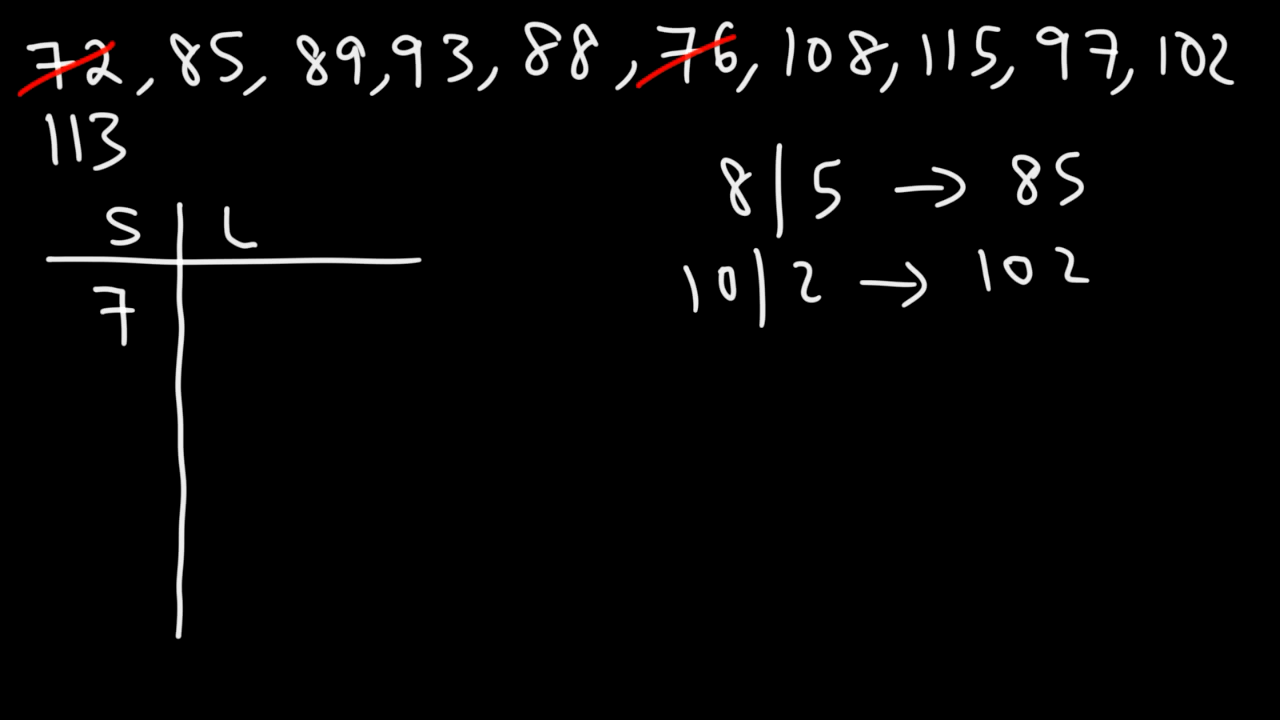 72, 85, 89, 93, 88, 76, 108, 115, 97, 102
113
8|5 → 85
S L
10|2 → 102
7